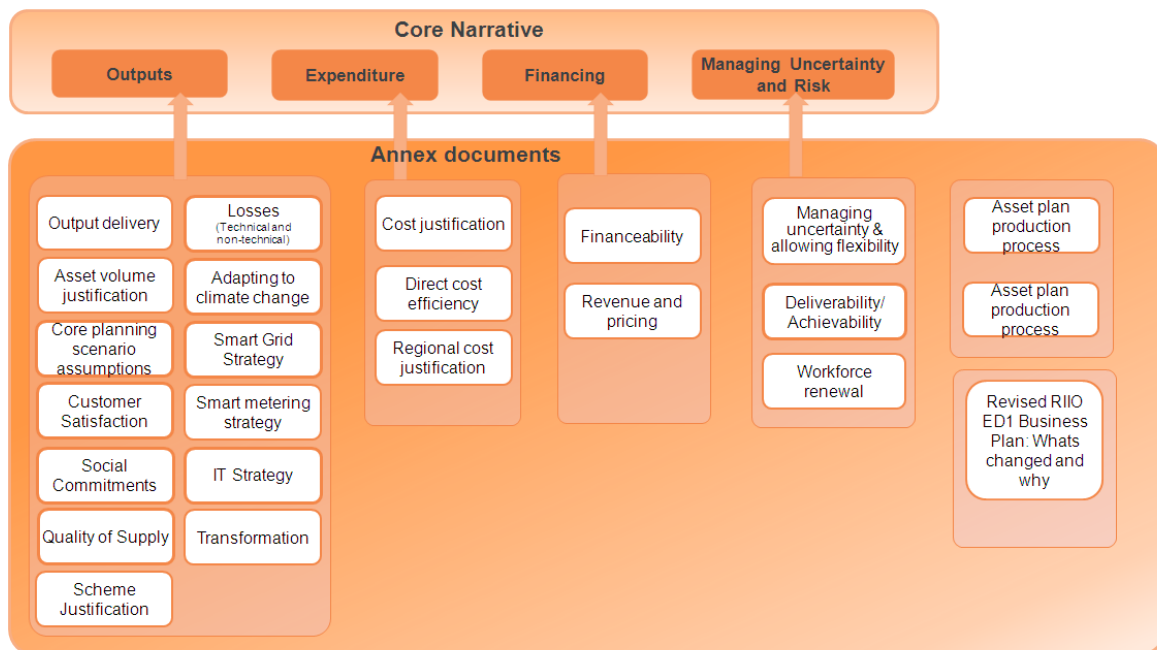 Core Narrative
Outputs
Expenditure
Financing
Managing Uncertainty
and Risk
Annex documents
Output delivery
Asset volume
justification
Core planning
scenario
assumptions
Customer
Satisfaction
Social
Commitments
Quality of Supply
Scheme
Justification
Losses
(Technical and
non-technical)
Adapting to
climate change
Smart Grid
Strategy
Smart metering
strategy
IT Strategy
Transformation
Cost justification
Direct cost
efficiency
Regional cost
justification
Financeability
Revenue and
pricing
Managing
uncertainty &
allowing flexibility
Deliverability/
Achievability
Workforce
renewal
Asset plan
production
process
Asset plan
production
process
Revised RIIO
ED1 Business
Plan: Whats
changed and
why